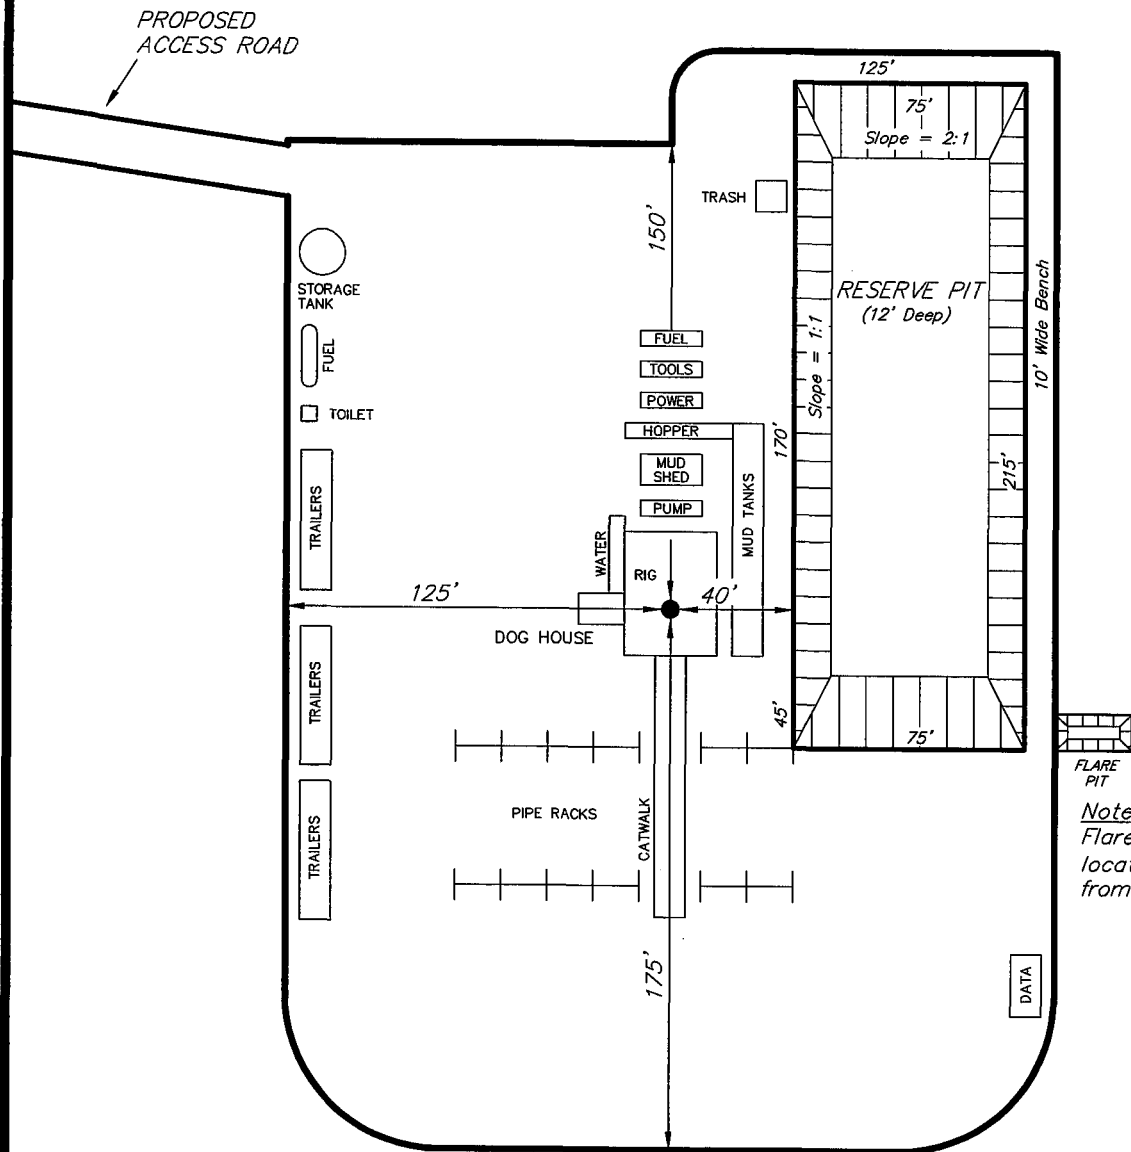 PROPOSED
ACCESS ROAD
125'
75'
Slope = 2:1
TRASH
150'
STORAGE
TANK
RESERVE PIT
(12' Deep)
10' Wide Bench
Slope = 1:1
FUEL
FUEL
TOOLS
POWER
TOILET
HOPPER
170'
MUD
SHED
215'
PUMP
MUD TANKS
TRAILERS
WATER
RIG
125'
40'
DOG HOUSE
TRAILERS
45'
75'
FLARE
PIT
PIPE RACKS
CATWALK
TRAILERS
Note
Flare
locat
from
175'
DATA